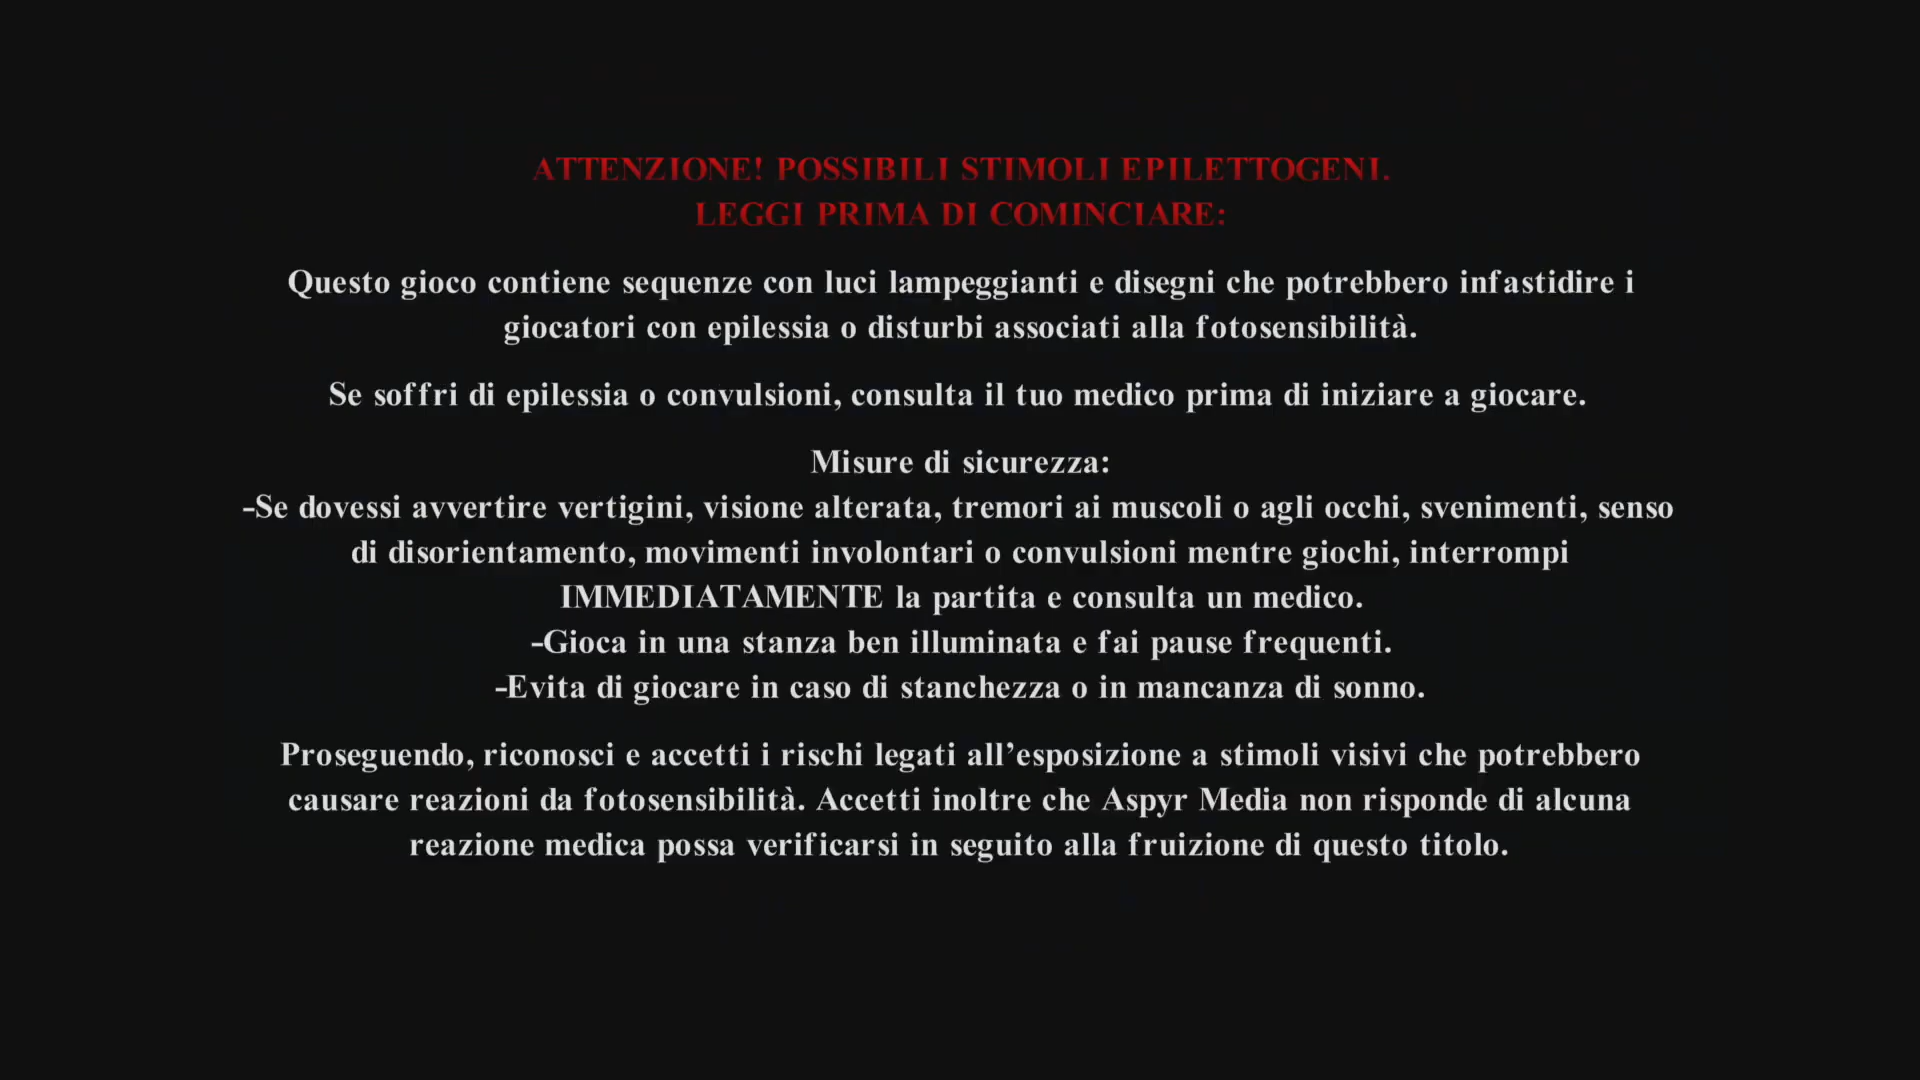 ATTENZIONE! POSSIBILI STIMOLI EPILETTOGENI.
LEGGI PRIMA DI COMINCIARE:
Questo gioco contiene sequenze con luci lampeggianti e disegni che potrebbero infastidire i
giocatori con epilessia o disturbi associati alla fotosensibilità.
Se soffri di epilessia o convulsioni, consulta il tuo medico prima di iniziare a giocare.
Misure di sicurezza:
-Se dovessi avvertire vertigini, visione alterata, tremori ai muscoli o agli occhi, svenimenti, senso
di disorientamento, movimenti involontari o convulsioni mentre giochi, interrompi
IMMEDIATAMENTE la partita e consulta un medico.
-Gioca in una stanza ben illuminata e fai pause frequenti.
-Evita di giocare in caso di stanchezza o in mancanza di sonno.
Proseguendo, riconosci e accetti i rischi legati all’esposizione a stimoli visivi che potrebbero
causare reazioni da fotosensibilità. Accetti inoltre che Aspyr Media non risponde di alcuna
reazione medica possa verificarsi in seguito alla fruizione di questo titolo.